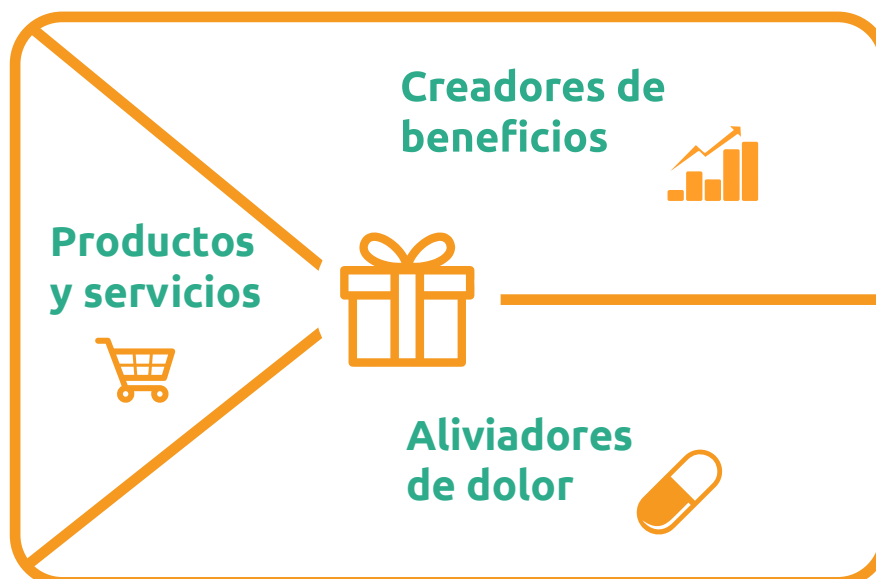 Creadores de
beneficios
Productos
y servicios
Aliviadores
de dolor